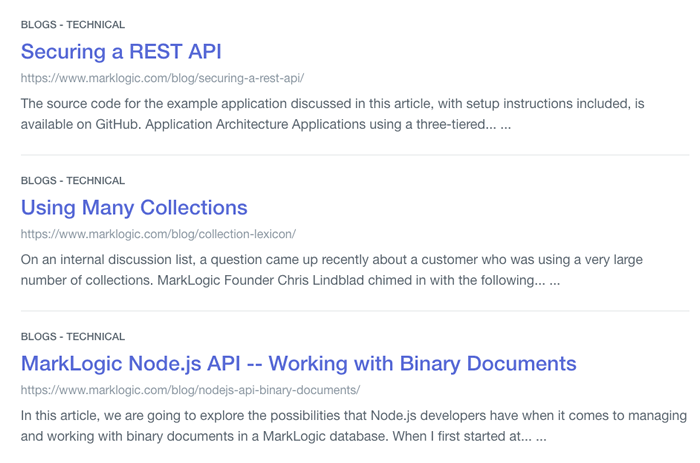 BLOGS - TECHNICAL
Securing a REST API
https://www.marklogic.com/blog/securing-a-rest-api/
The source code for the example application discussed in this article, with setup instructions included, is
available on GitHub. Application Architecture Applications using a three-tiered... ...
BLOGS - TECHNICAL
Using Many Collections
https://www.marklogic.com/blog/collection-lexicon/
On an internal discussion list, a question came up recently about a customer who was using a very large
number of collections. MarkLogic Founder Chris Lindblad chimed in with the following... ...
BLOGS - TECHNICAL
MarkLogic Node.js API -- Working with Binary Documents
https://www.marklogic.com/blog/nodejs-api-binary-documents/
In this article, we are going to explore the possibilities that Node.js developers have when it comes to managing
and working with binary documents in a MarkLogic database. When I first started at... ...